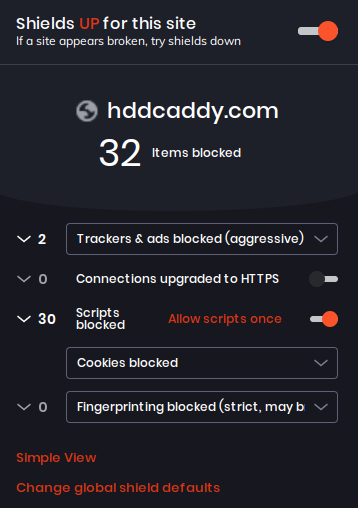 Shields UP for this site
If a site appears broken, try shields down
hddcaddy.com
32 Items blocked
2 Trackers & ads blocked (aggressive)
0 Connections upgraded to HTTPS
30 Scripts
blocked
Allow scripts once
Cookies blocked
0 Fingerprinting blocked (strict, may b
Simple View
Change global shield defaults